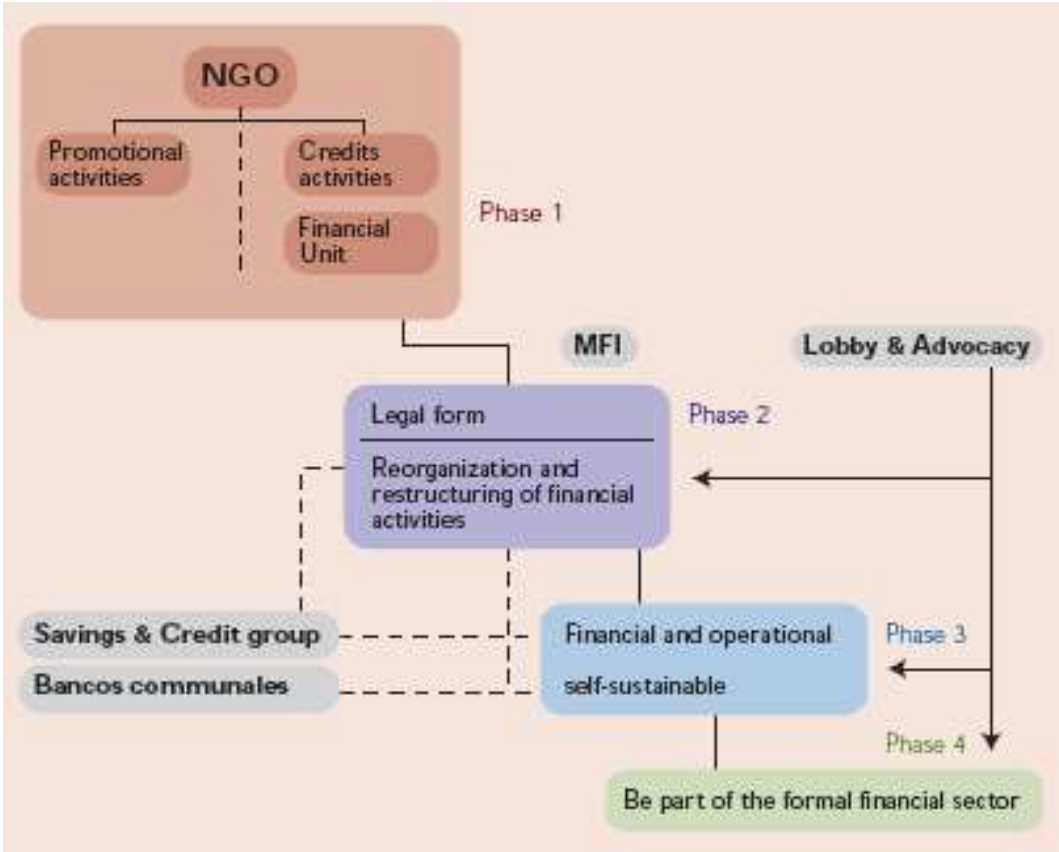 NGO
Promotional
activities
Credits
activities
Financial
Unit
Phase 1
MFI
Lobby & Advocacy
Legal form
Phase 2
Reorganization and
restructuring of financial
activities
Savings & Credit group
Bancos communales
Financial and operational
self-sustainable
Phase 3
Phase 4
Be part of the formal financial sector